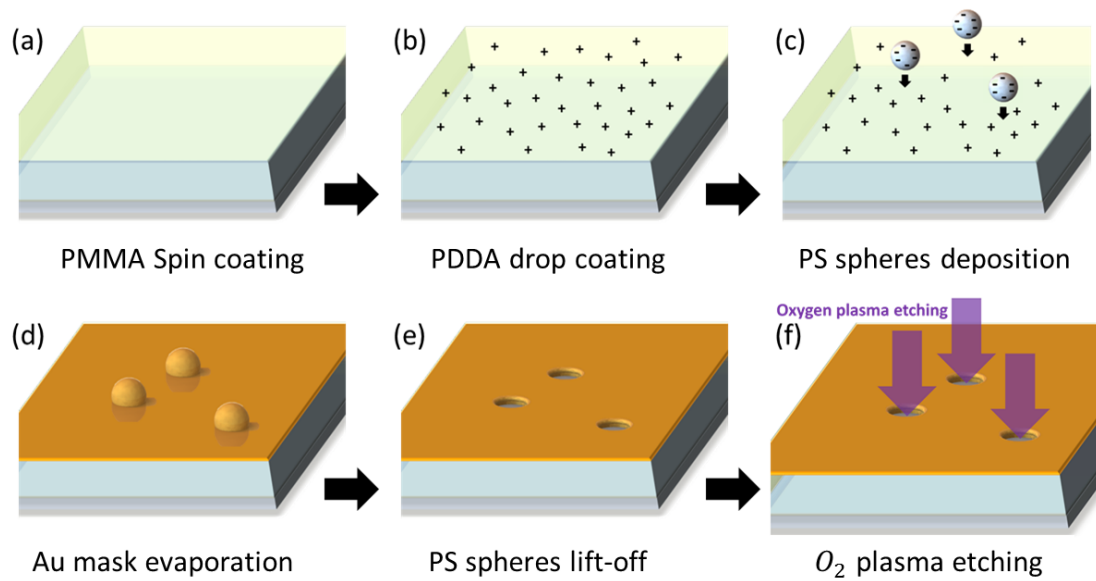 (a)
(b)
(c)
PMMA Spin coating
PDDA drop coating
PS spheres deposition
(d)
(e)
Oxygen plasma etching
(f)
Au mask evaporation
PS spheres lift-off
O₂ plasma etching